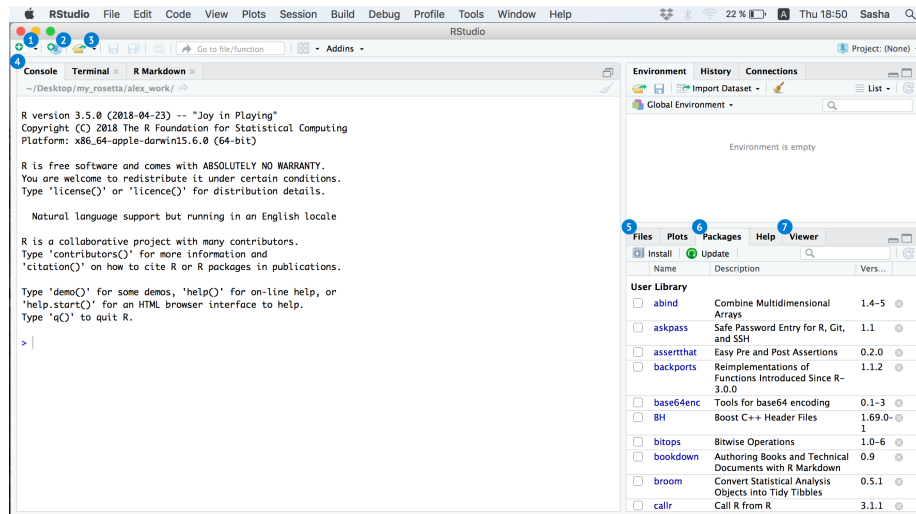 RStudio File Edit Code View Plots Session Build Debug Profile Tools Window Help 22 % A Thu 18:50 Sasha
RStudio
1 2 3
Go to file/function Addins Project: (None)
4
Console Terminal R Markdown
~/Desktop/my_rosetta/alex_work/
R version 3.5.0 (2018-04-23) -- "Joy in Playing"
Copyright (C) 2018 The R Foundation for Statistical Computing
Platform: x86_64-apple-darwin15.6.0 (64-bit)
R is free software and comes with ABSOLUTELY NO WARRANTY.
You are welcome to redistribute it under certain conditions.
Type 'license()' or 'licence()' for distribution details.
Natural language support but running in an English locale
R is a collaborative project with many contributors.
Type 'contributors()' for more information and
'citation()' on how to cite R or R packages in publications.
Type 'demo()' for some demos, 'help()' for on-line help, or
'help.start()' for an HTML browser interface to help.
Type 'q()' to quit R.
>
Environment History Connections
Import Dataset List
Global Environment
Environment is empty
5 6 7
Files Plots Packages Help Viewer
Install Update
Name Description Vers...
User Library
abind Combine Multidimensional 1.4-5
Arrays
askpass Safe Password Entry for R, Git, 1.1
and SSH
assertthat Easy Pre and Post Assertions 0.2.0
backports Reimplementations of 1.1.2
Functions Introduced Since R-
3.0.0
base64enc Tools for base64 encoding 0.1-3
BH Boost C++ Header Files 1.69.0-
1
bitops Bitwise Operations 1.0-6
bookdown Authoring Books and Technical 0.9
Documents with R Markdown
broom Convert Statistical Analysis 0.5.1
Objects into Tidy Tibbles
callr Call R from R 3.1.1